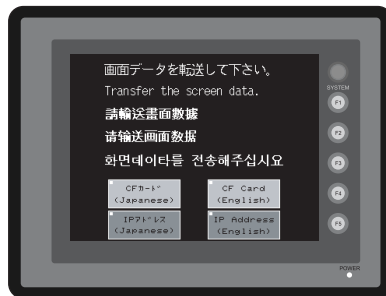 画面データを転送して下さい。
Transfer the screen data.
請輸送畫面數據
请输送画面数据
화면데이타를 전송해주십시요
CFカード
(Japanese)
CF Card
(English)
IPアドレス
(Japanese)
IP Address
(English)
SYSTEM
F1
F2
F3
F4
F5
POWER